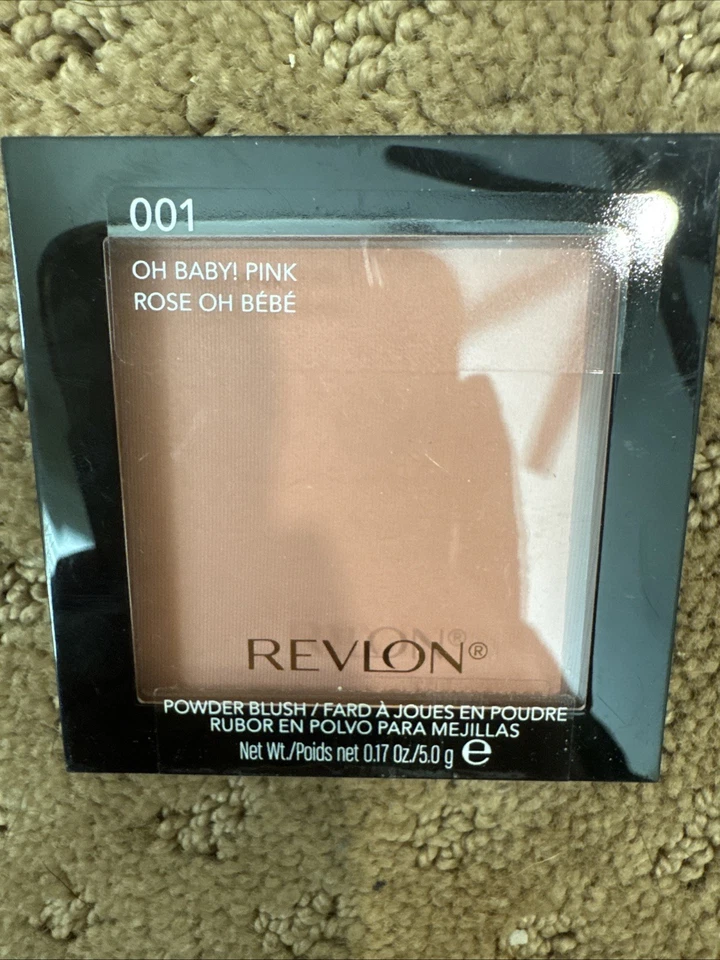 001
OH BABY! PINK
ROSE OH BÉBÉ
REVLON®
POWDER BLUSH / FARD À JOUES EN POUDRE
RUBOR EN POLVO PARA MEJILLAS
Net Wt./Poids net 0.17 Oz./5.0 g ℮